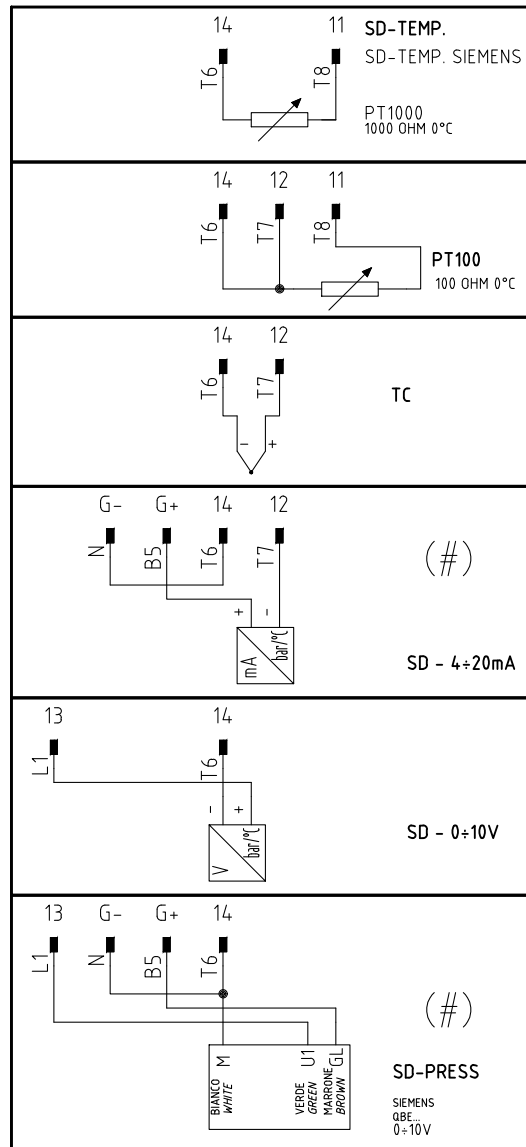 14 11 SD-TEMP.
T6 T8 SD-TEMP. SIEMENS
PT1000
1000 OHM 0°C
14 12 11
T6 T7 T8
PT100
100 OHM 0°C
14 12
T6 T7
TC
- +
G- G+ 14 12
N B5 T6 T7
(#)
+ -
mA bar/°C
SD - 4÷20mA
13 14
L1 T6
- +
V bar/°C
SD - 0÷10V
13 G- G+ 14
L1 N B5 T6
(#)
M U1 GL
BIANCO VERDE MARRONE
WHITE GREEN BROWN
SD-PRESS
SIEMENS
QBE...
0÷10V